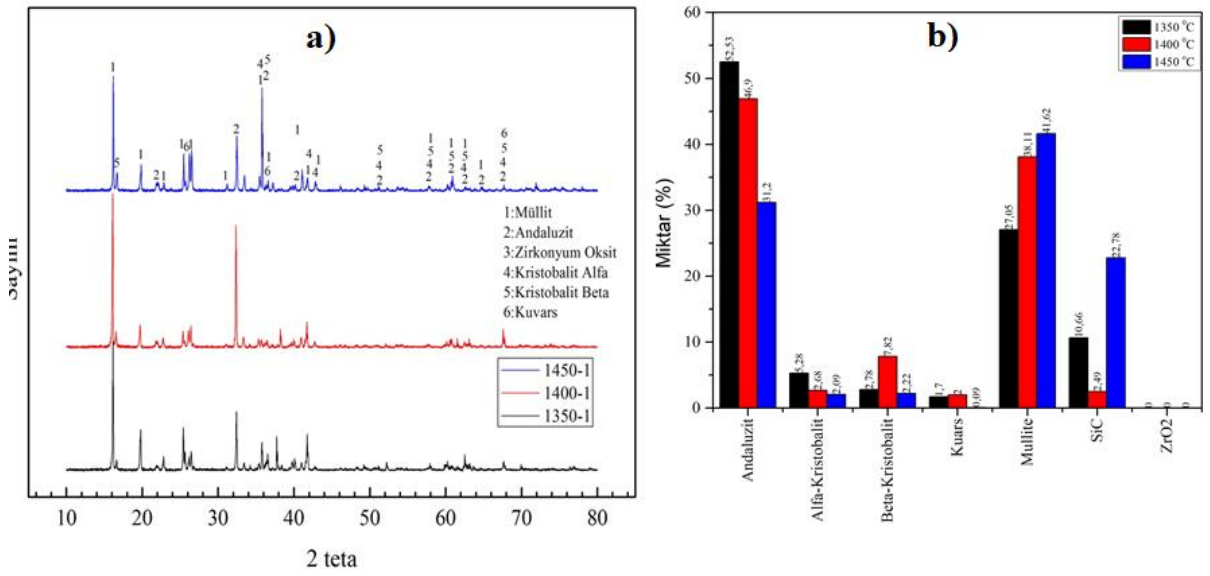 a)
4 5
1 1 2
5
1
2 1
1 6 1
1
2
1
6
1
2
1
4
1
4
5
4
2
1
5
4
2
1
5
2
1
5
4
2
1
2
6
5
4
2
1:Müllit
2:Andaluzit
3:Zirkonyum Oksit
4:Kristobalit Alfa
5:Kristobalit Beta
6:Kuvars
1450-1
1400-1
1350-1
10 20 30 40 50 60 70 80
2 teta
b)
1350 °C
1400 °C
1450 °C
Miktar (%)
60
50
40
30
20
10
0
52,53 46,9 31,2
5,28 2,68 2,09
2,78 7,82 2,22
1,7 2 0,09
27,05 38,11 41,62
10,66 2,49 22,78
0 0 0
Andaluzit
Alfa-Kristobalit
Beta-Kristobalit
Kuars
Mullite
SiC
ZrO2